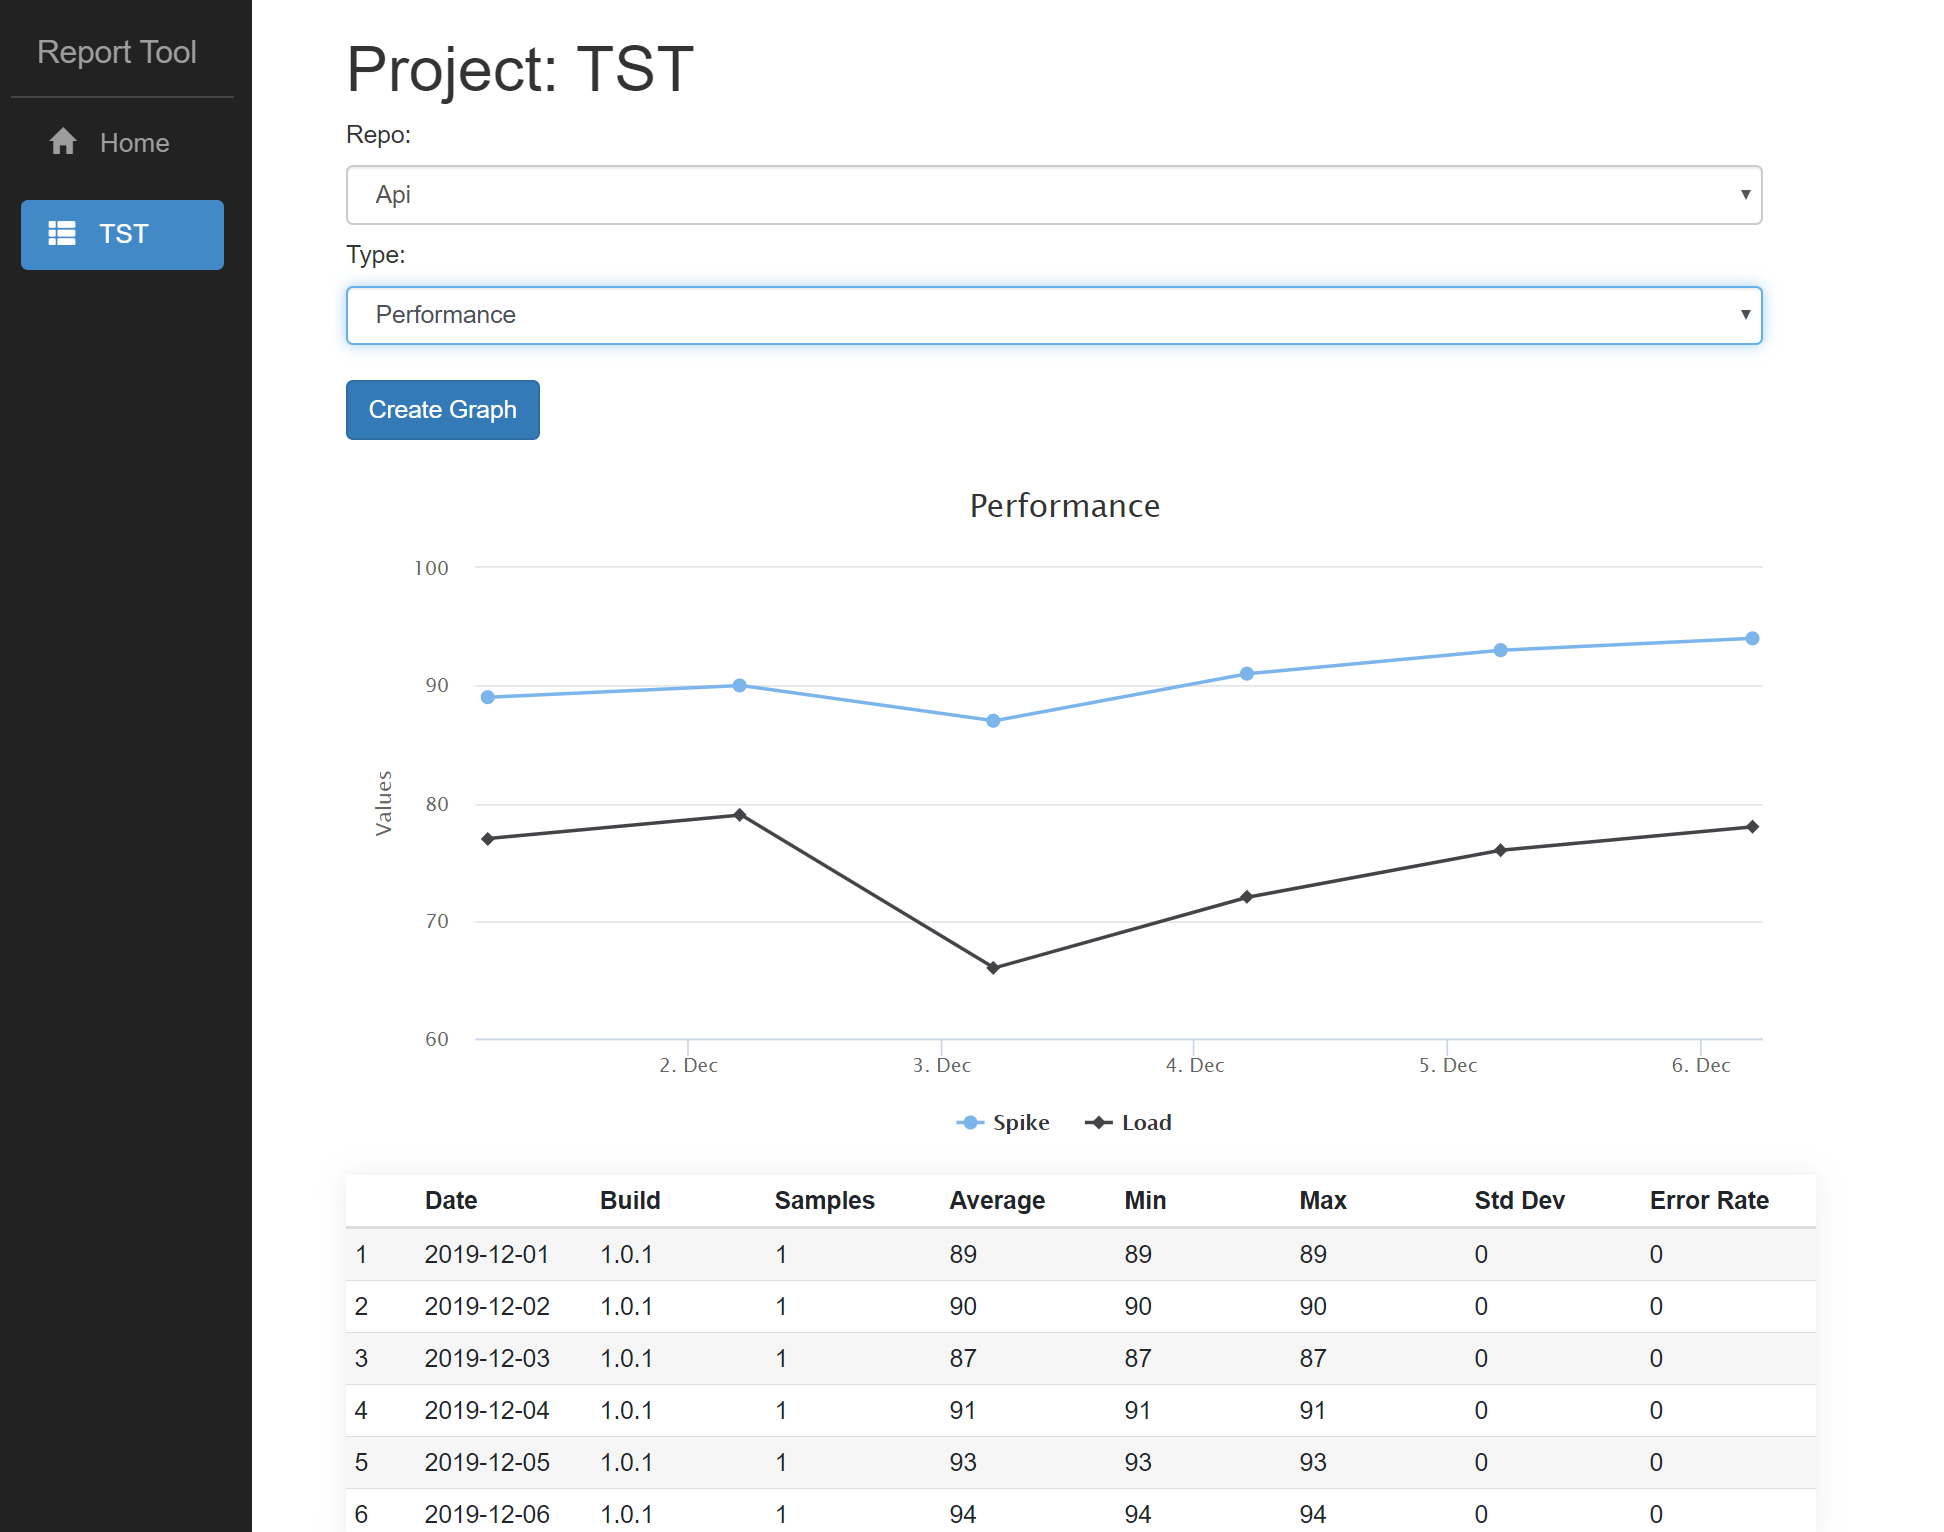 Report Tool
Home
TST
Project: TST
Repo:
Api
Type:
Performance
Create Graph
Performance
100
90
80
70
60
Values
2. Dec 3. Dec 4. Dec 5. Dec 6. Dec
Spike Load
Date Build Samples Average Min Max Std Dev Error Rate
1 2019-12-01 1.0.1 1 89 89 89 0 0
2 2019-12-02 1.0.1 1 90 90 90 0 0
3 2019-12-03 1.0.1 1 87 87 87 0 0
4 2019-12-04 1.0.1 1 91 91 91 0 0
5 2019-12-05 1.0.1 1 93 93 93 0 0
6 2019-12-06 1.0.1 1 94 94 94 0 0